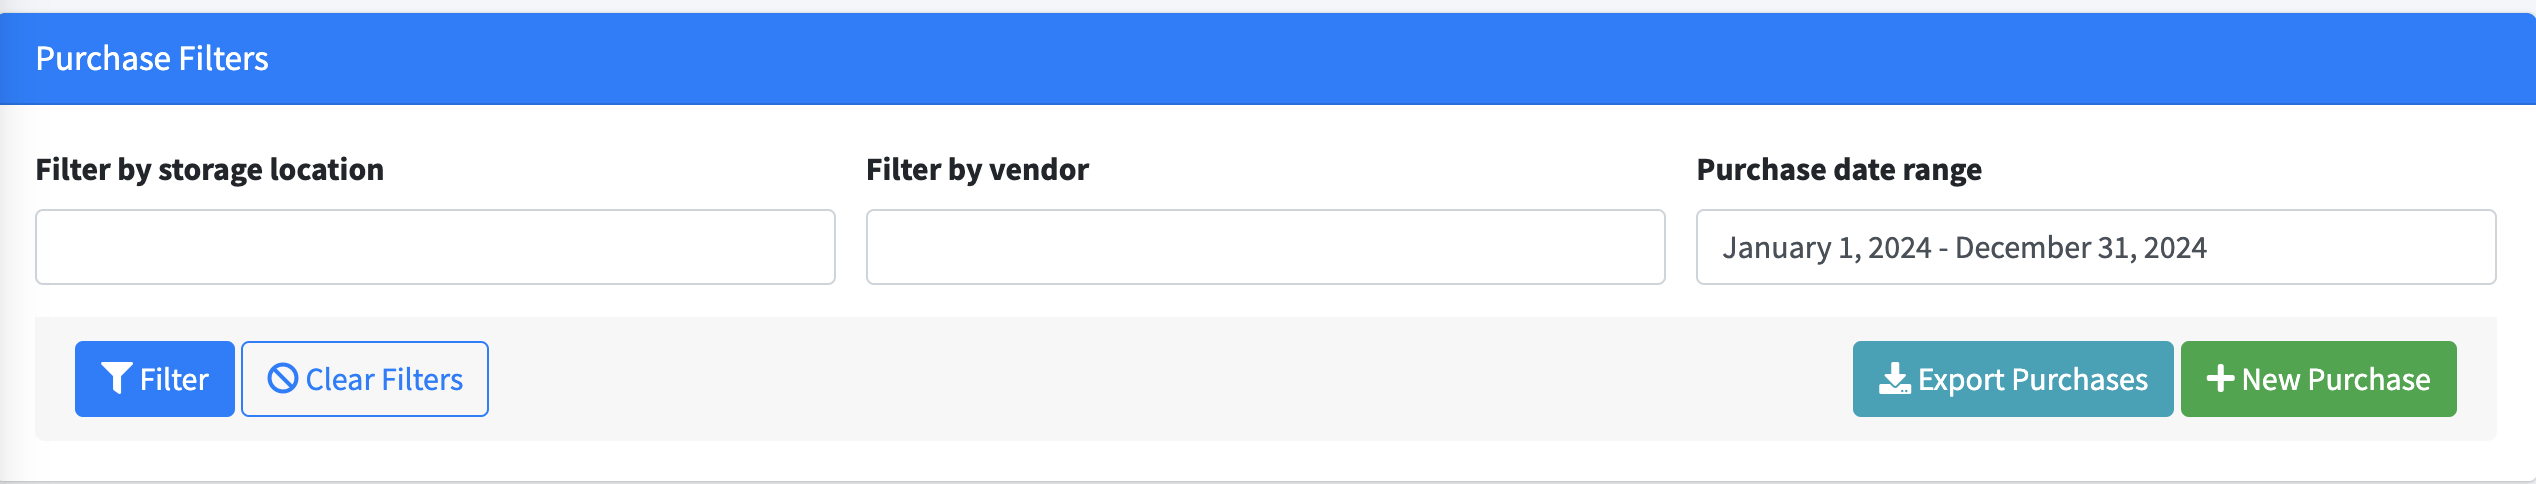 Purchase Filters
Filter by storage location
Filter by vendor
Purchase date range
January 1, 2024 - December 31, 2024
Filter
Clear Filters
Export Purchases
New Purchase